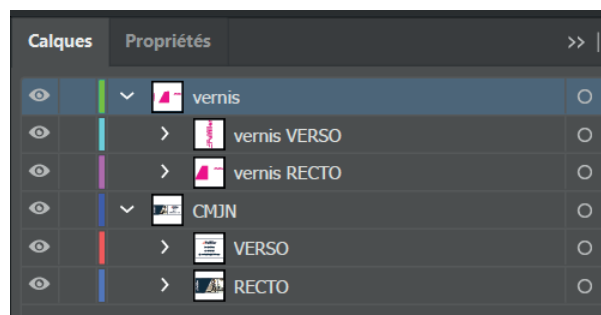 Calques Propriétés >>
vernis
vernis VERSO
vernis RECTO
CMJN
VERSO
RECTO